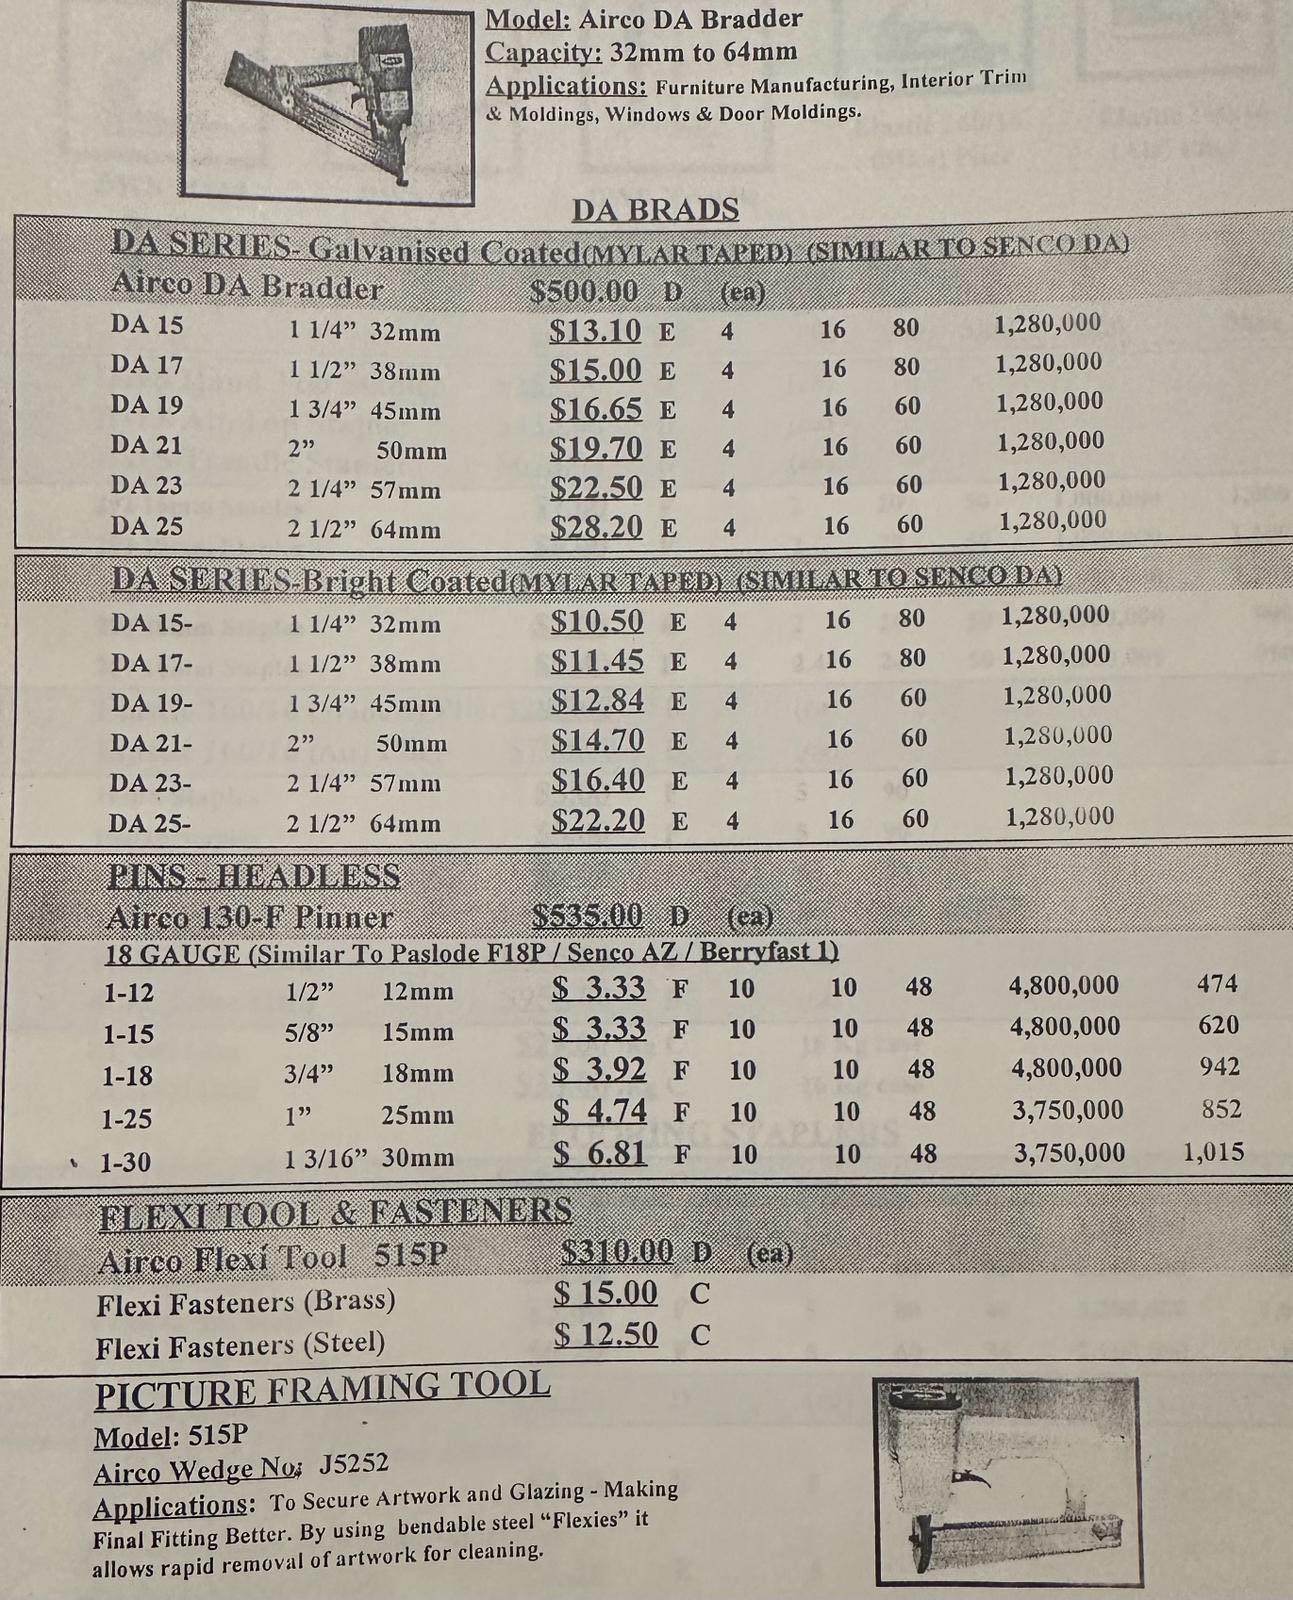 Model: Airco DA Bradder
Capacity: 32mm to 64mm
Applications: Furniture Manufacturing, Interior Trim
& Moldings, Windows & Door Moldings.
DA BRADS
DA SERIES- Galvanised Coated(MYLAR TAPED) (SIMILAR TO SENCO DA)
Airco DA Bradder $500.00 D (ea)
DA 15 1 1/4” 32mm $13.10 E 4 16 80 1,280,000
DA 17 1 1/2” 38mm $15.00 E 4 16 80 1,280,000
DA 19 1 3/4” 45mm $16.65 E 4 16 60 1,280,000
DA 21 2” 50mm $19.70 E 4 16 60 1,280,000
DA 23 2 1/4” 57mm $22.50 E 4 16 60 1,280,000
DA 25 2 1/2” 64mm $28.20 E 4 16 60 1,280,000
DA SERIES-Bright Coated(MYLAR TAPED) (SIMILAR TO SENCO DA)
DA 15- 1 1/4” 32mm $10.50 E 4 16 80 1,280,000
DA 17- 1 1/2” 38mm $11.45 E 4 16 80 1,280,000
DA 19- 1 3/4” 45mm $12.84 E 4 16 60 1,280,000
DA 21- 2” 50mm $14.70 E 4 16 60 1,280,000
DA 23- 2 1/4” 57mm $16.40 E 4 16 60 1,280,000
DA 25- 2 1/2” 64mm $22.20 E 4 16 60 1,280,000
PINS - HEADLESS
Airco 130-F Pinner $535.00 D (ea)
18 GAUGE (Similar To Paslode F18P / Senco AZ / Berryfast 1)
1-12 1/2” 12mm $ 3.33 F 10 10 48 4,800,000 474
1-15 5/8” 15mm $ 3.33 F 10 10 48 4,800,000 620
1-18 3/4” 18mm $ 3.92 F 10 10 48 4,800,000 942
1-25 1” 25mm $ 4.74 F 10 10 48 3,750,000 852
1-30 1 3/16” 30mm $ 6.81 F 10 10 48 3,750,000 1,015
FLEXI TOOL & FASTENERS
Airco Flexi Tool 515P $310.00 D (ea)
Flexi Fasteners (Brass) $ 15.00 C
Flexi Fasteners (Steel) $ 12.50 C
PICTURE FRAMING TOOL
Model: 515P
Airco Wedge No; J5252
Applications: To Secure Artwork and Glazing - Making
Final Fitting Better. By using bendable steel “Flexies” it
allows rapid removal of artwork for cleaning.